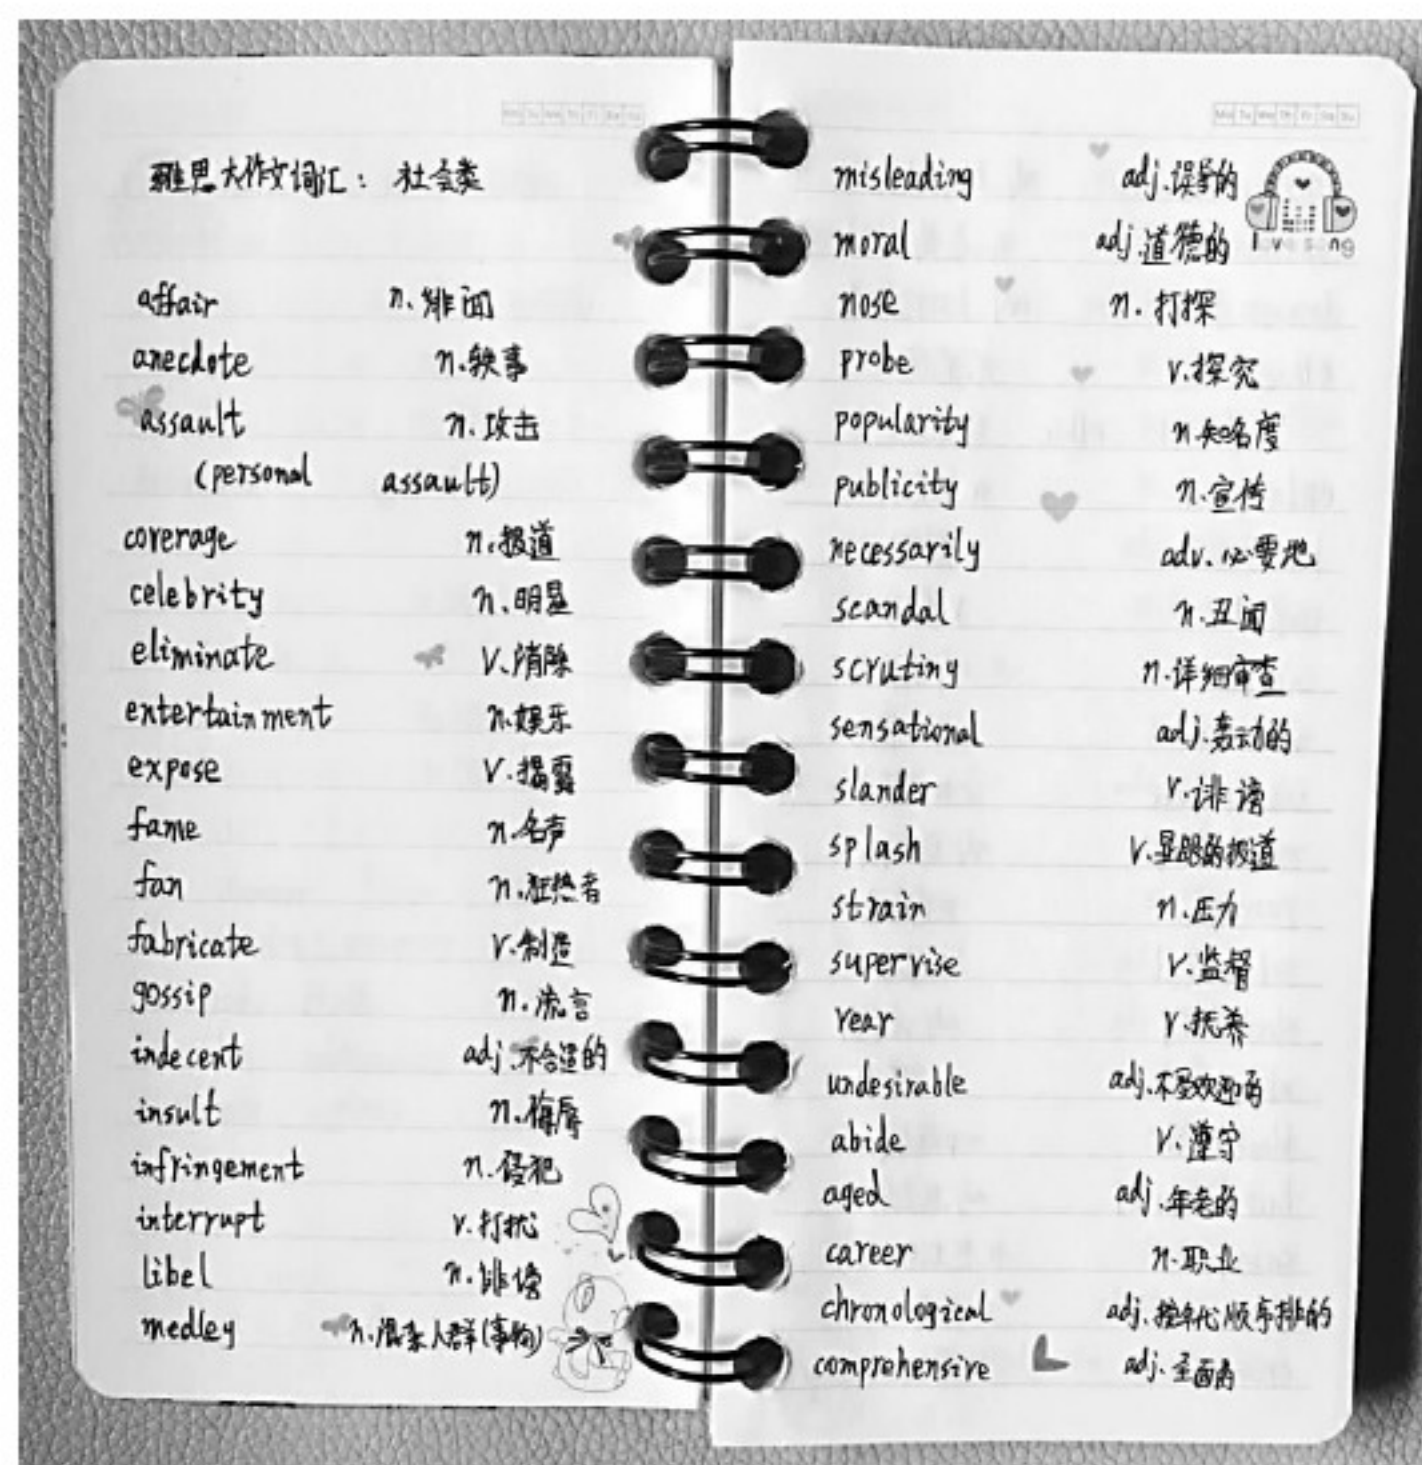 雅思大作文词汇：社会类
affair n.绯闻
anecdote n.轶事
assault n.攻击
(personal assault)
coverage n.报道
celebrity n.明星
eliminate v.消除
entertainment n.娱乐
expose v.揭露
fame n.名声
fan n.狂热者
fabricate v.制造
gossip n.流言
indecent adj.不合适的
insult n.侮辱
infringement n.侵犯
interrupt v.打扰
libel n.诽谤
medley n.混杂人群(事物)
misleading adj.误导的
moral adj.道德的
nose n.打探
probe v.探究
popularity n.知名度
publicity n.宣传
necessarily adv.必要地
scandal n.丑闻
scrutiny n.详细审查
sensational adj.轰动的
slander v.诽谤
splash v.显眼的报道
strain n.压力
supervise v.监督
rear v.抚养
undesirable adj.不受欢迎的
abide v.遵守
aged adj.年老的
career n.职业
chronological adj.按年代顺序排的
comprehensive adj.全面的